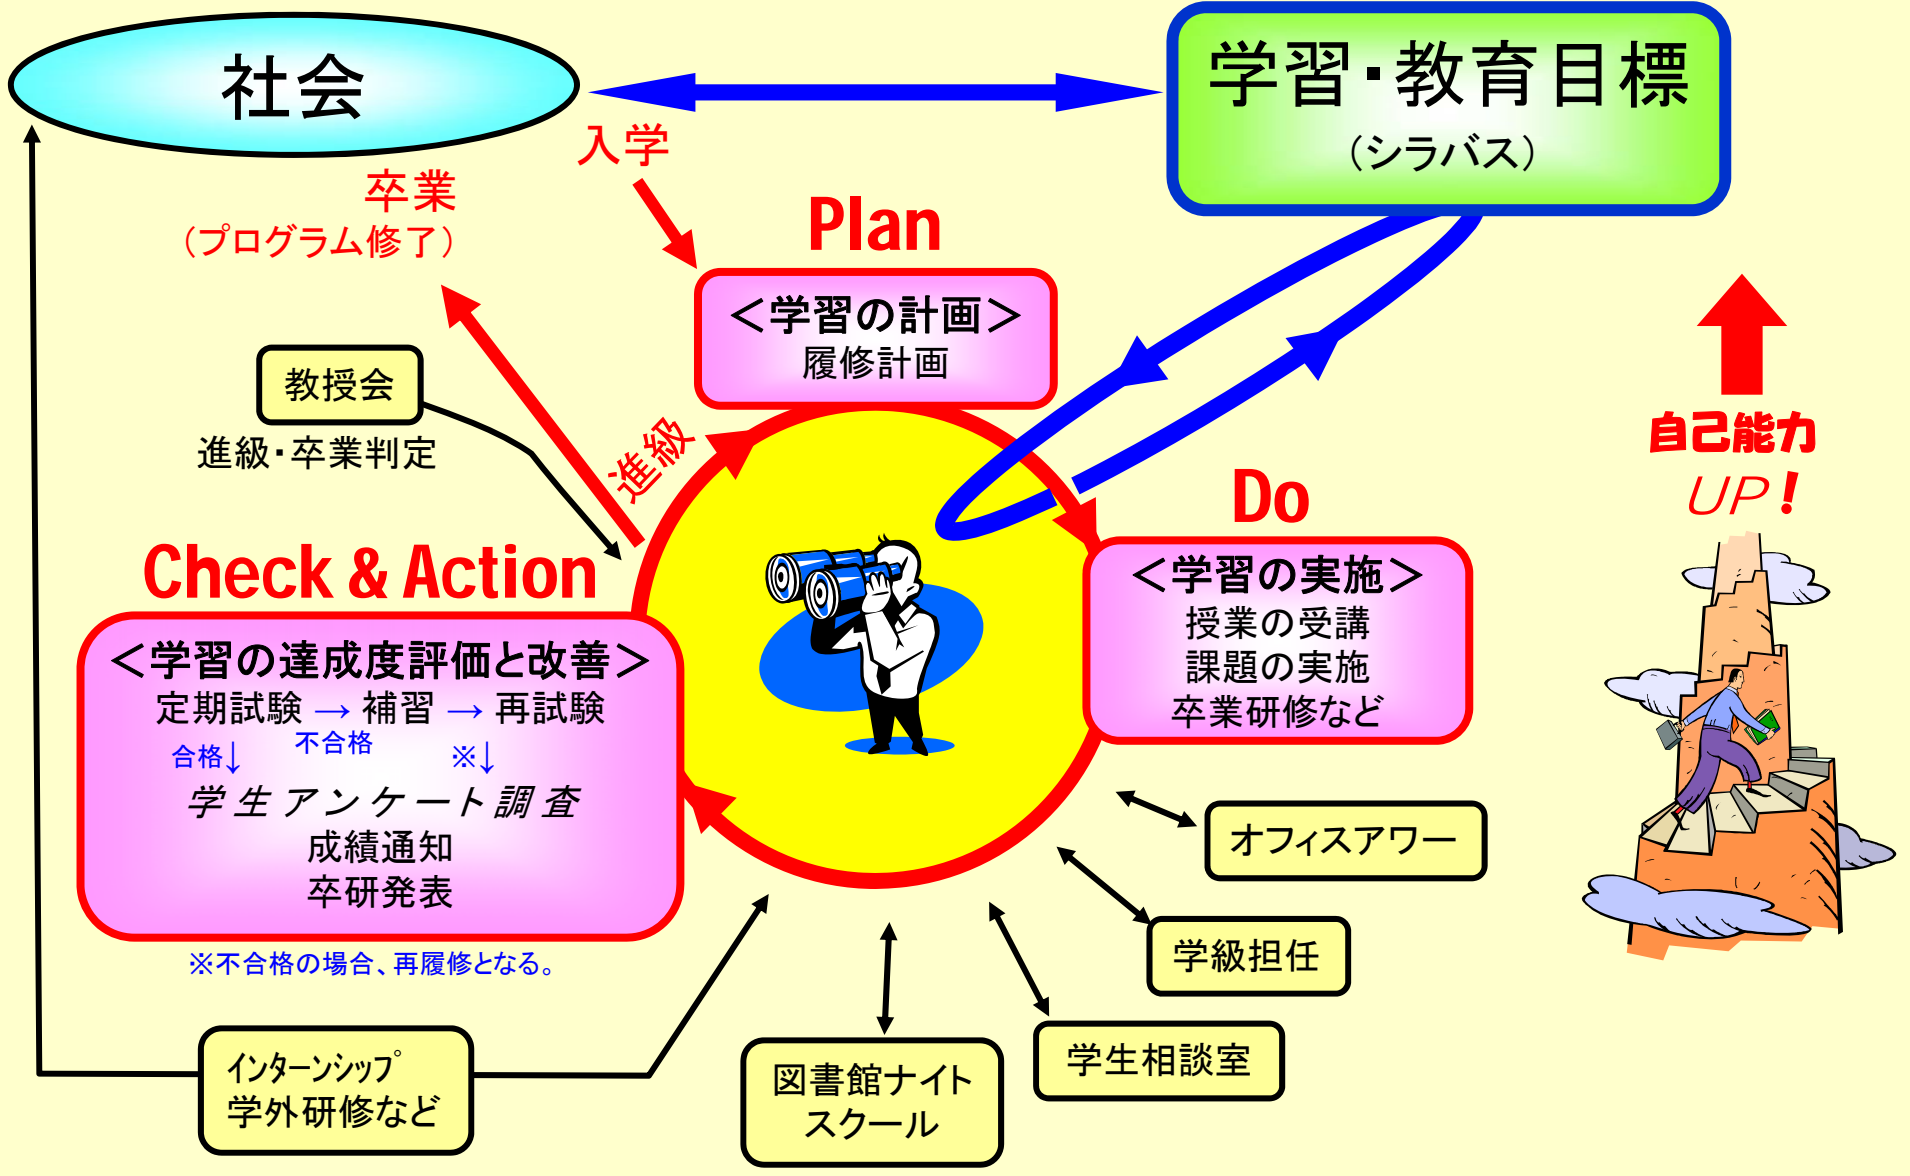 社会
学習・教育目標
（シラバス）
入学
卒業
（プログラム修了）
Plan
＜学習の計画＞
履修計画
教授会
進級・卒業判定
進級
自己能力
UP！
Do
＜学習の実施＞
授業の受講
課題の実施
卒業研修など
Check & Action
＜学習の達成度評価と改善＞
定期試験 → 補習 → 再試験
合格↓ 不合格 ※↓
学生アンケート調査
成績通知
卒研発表
※不合格の場合、再履修となる。
オフィスアワー
学級担任
学生相談室
図書館ナイト
スクール
インターンシップ
学外研修など